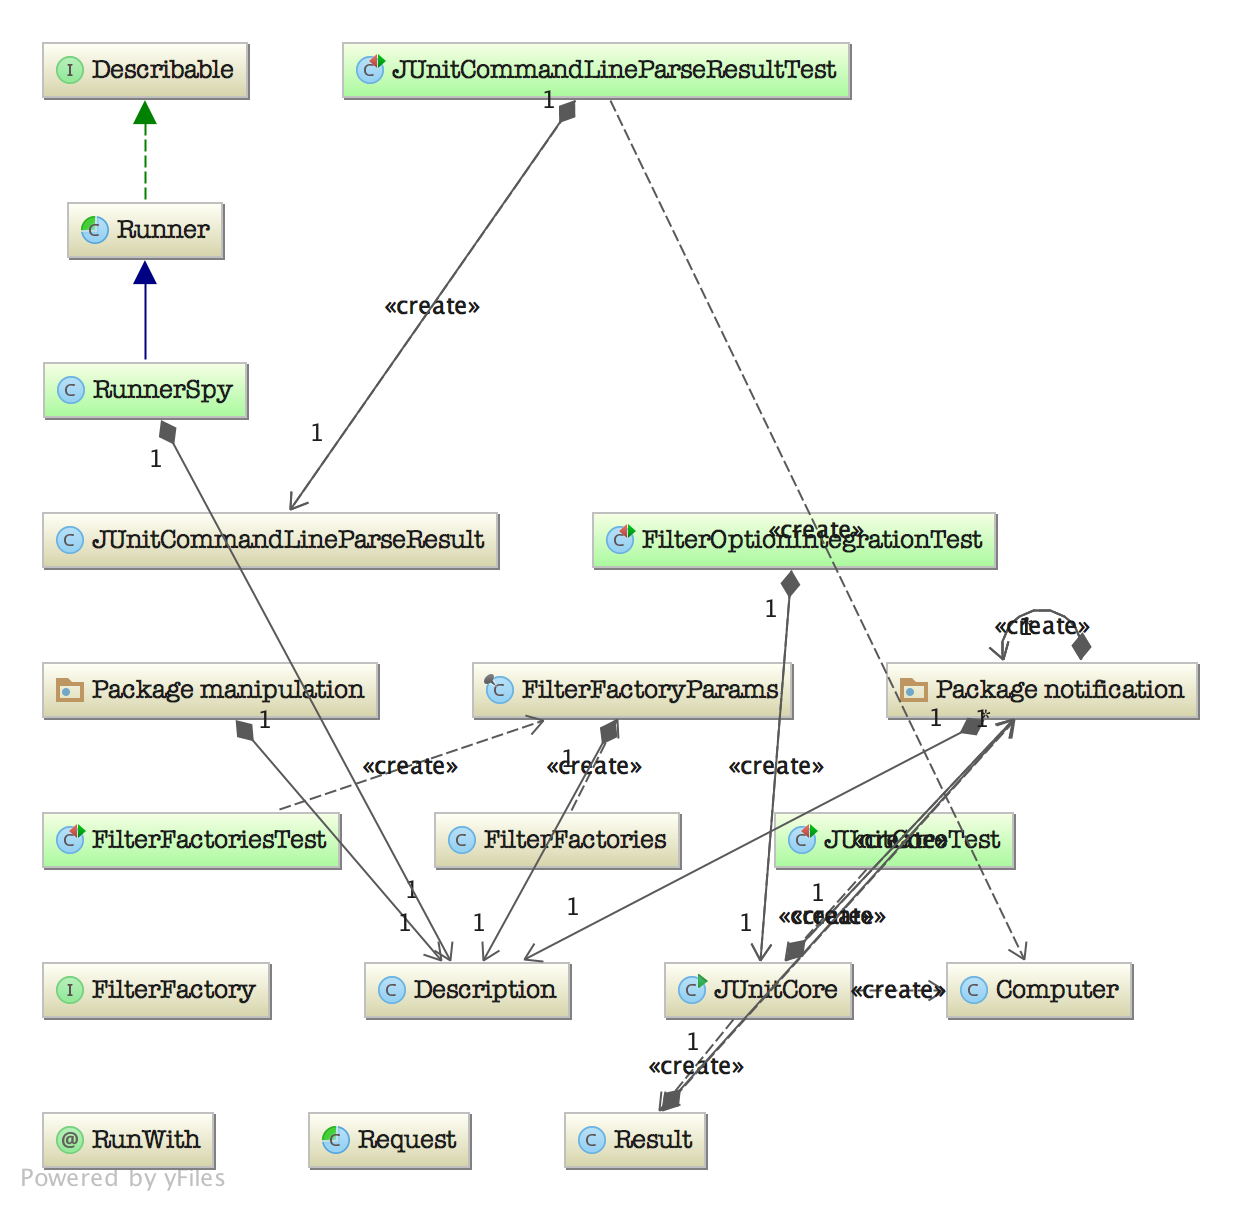 Describable
JUnitCommandLineParseResultTest
1
Runner
«create»
RunnerSpy
1
1
JUnitCommandLineParseResult
«create»
FilterOptionIntegrationTest
1
«create»
1
Package manipulation
FilterFactoryParams
Package notification
1
1
1
*
1
«create»
«create»
«create»
FilterFactoriesTest
FilterFactories
JUnitCoreTest
«create»
1
1
1
1
1
1
«create»
«create»
FilterFactory
Description
JUnitCore
«create»
Computer
1
«create»
RunWith
Request
Result
Powered by yFiles